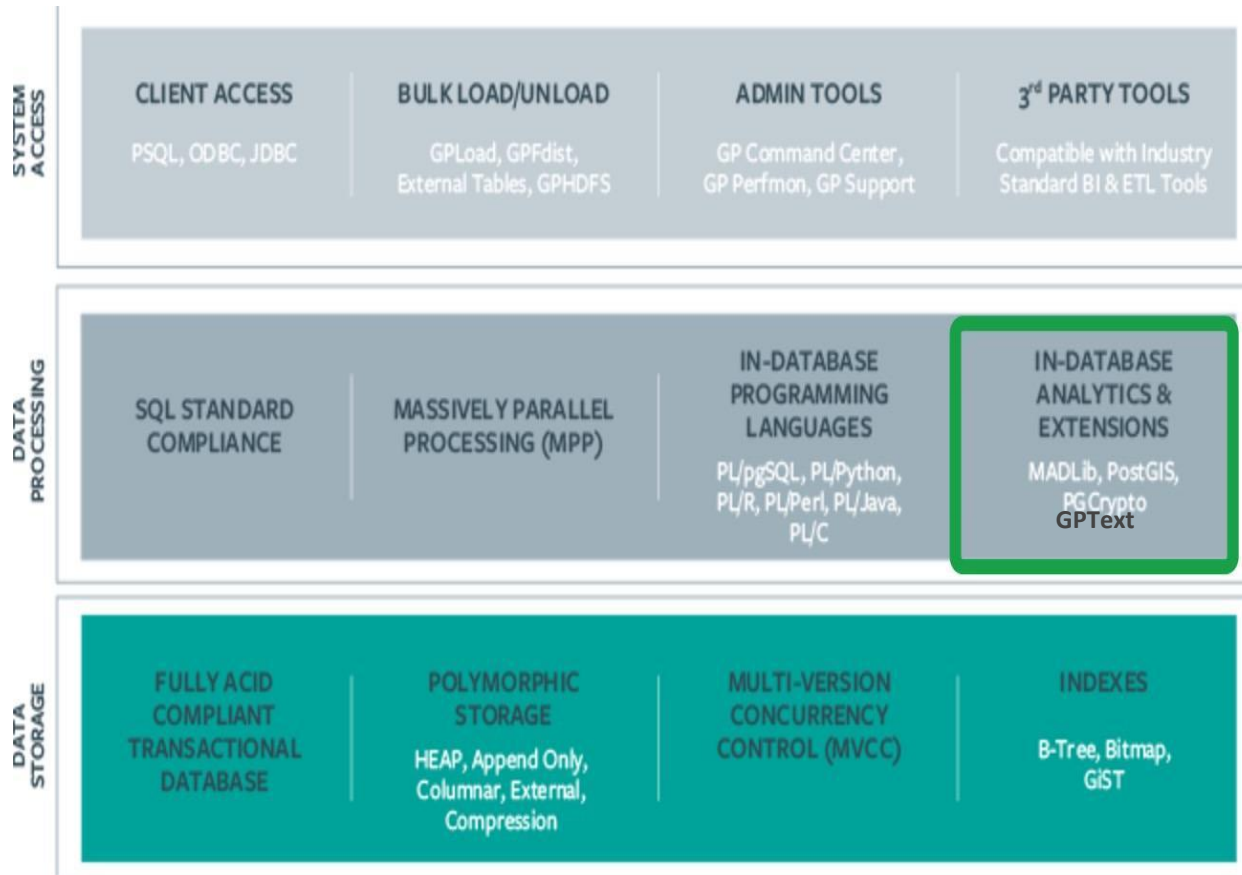 SYSTEM
ACCESS
CLIENT ACCESS
PSQL, ODBC, JDBC
BULK LOAD/UNLOAD
GPLoad, GPFdist,
External Tables, GPHDFS
ADMIN TOOLS
GP Command Center,
GP Perfmon, GP Support
3rd PARTY TOOLS
Compatible with Industry
Standard BI & ETL Tools
DATA
PROCESSING
SQL STANDARD
COMPLIANCE
MASSIVELY PARALLEL
PROCESSING (MPP)
IN-DATABASE
PROGRAMMING
LANGUAGES
PL/pgSQL, PL/Python,
PL/R, PL/Perl, PL/Java,
PL/C
IN-DATABASE
ANALYTICS &
EXTENSIONS
MADLib, PostGIS,
PGCrypto
GPText
DATA
STORAGE
FULLY ACID
COMPLIANT
TRANSACTIONAL
DATABASE
POLYMORPHIC
STORAGE
HEAP, Append Only,
Columnar, External,
Compression
MULTI-VERSION
CONCURRENCY
CONTROL (MVCC)
INDEXES
B-Tree, Bitmap,
GiST